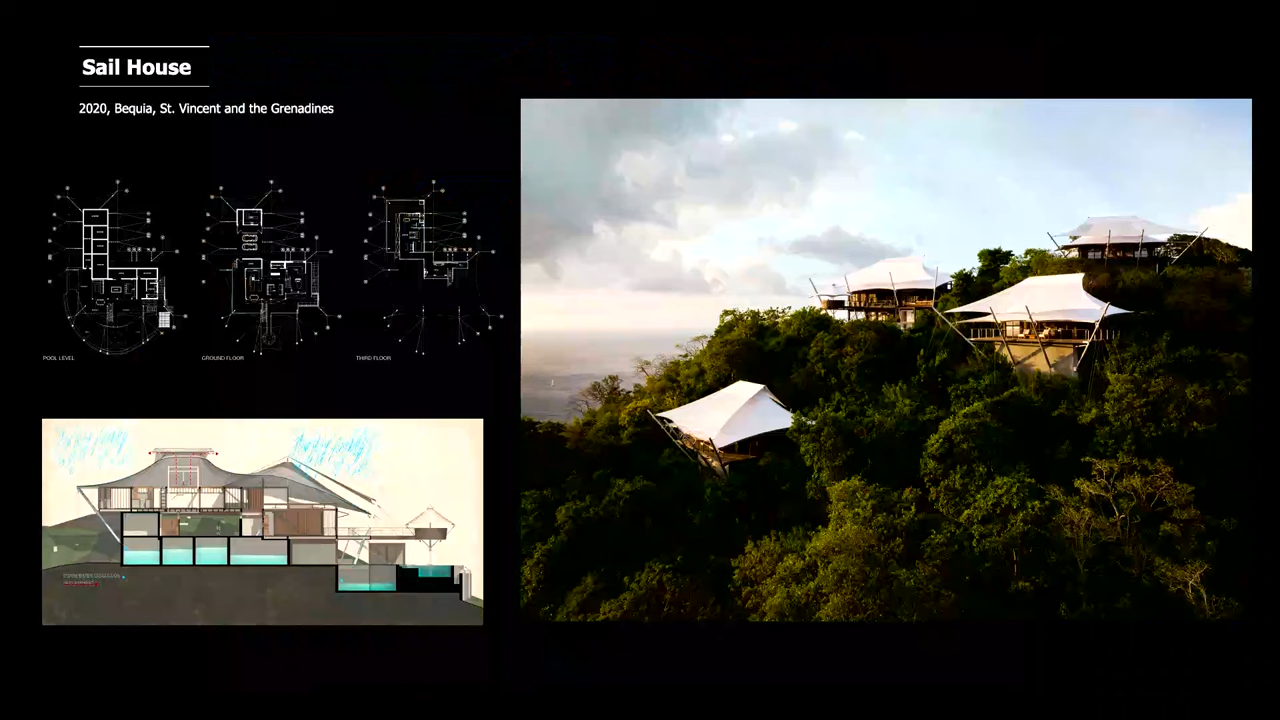 Sail House
2020, Bequia, St. Vincent and the Grenadines
POOL LEVEL
GROUND FLOOR
THIRD FLOOR